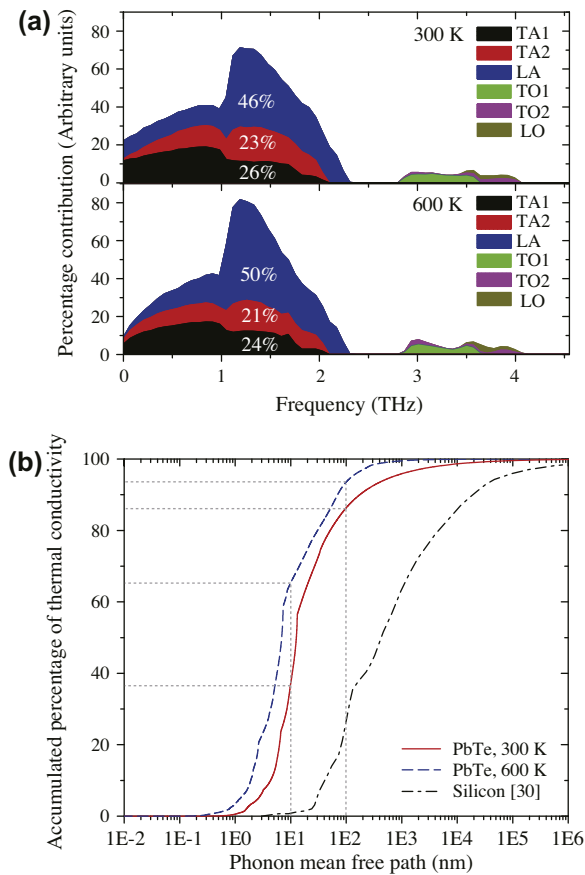 (a)
Percentage contribution (Arbitrary units)
80
60
40
20
0
300 K
TA1
TA2
LA
TO1
TO2
LO
46%
23%
26%
80
60
40
20
0
600 K
TA1
TA2
LA
TO1
TO2
LO
50%
21%
24%
0 1 2 3 4
Frequency (THz)
(b)
Accumulated percentage of thermal conductivity
100
80
60
40
20
0
PbTe, 300 K
PbTe, 600 K
Silicon [30]
1E-2 1E-1 1E0 1E1 1E2 1E3 1E4 1E5 1E6
Phonon mean free path (nm)